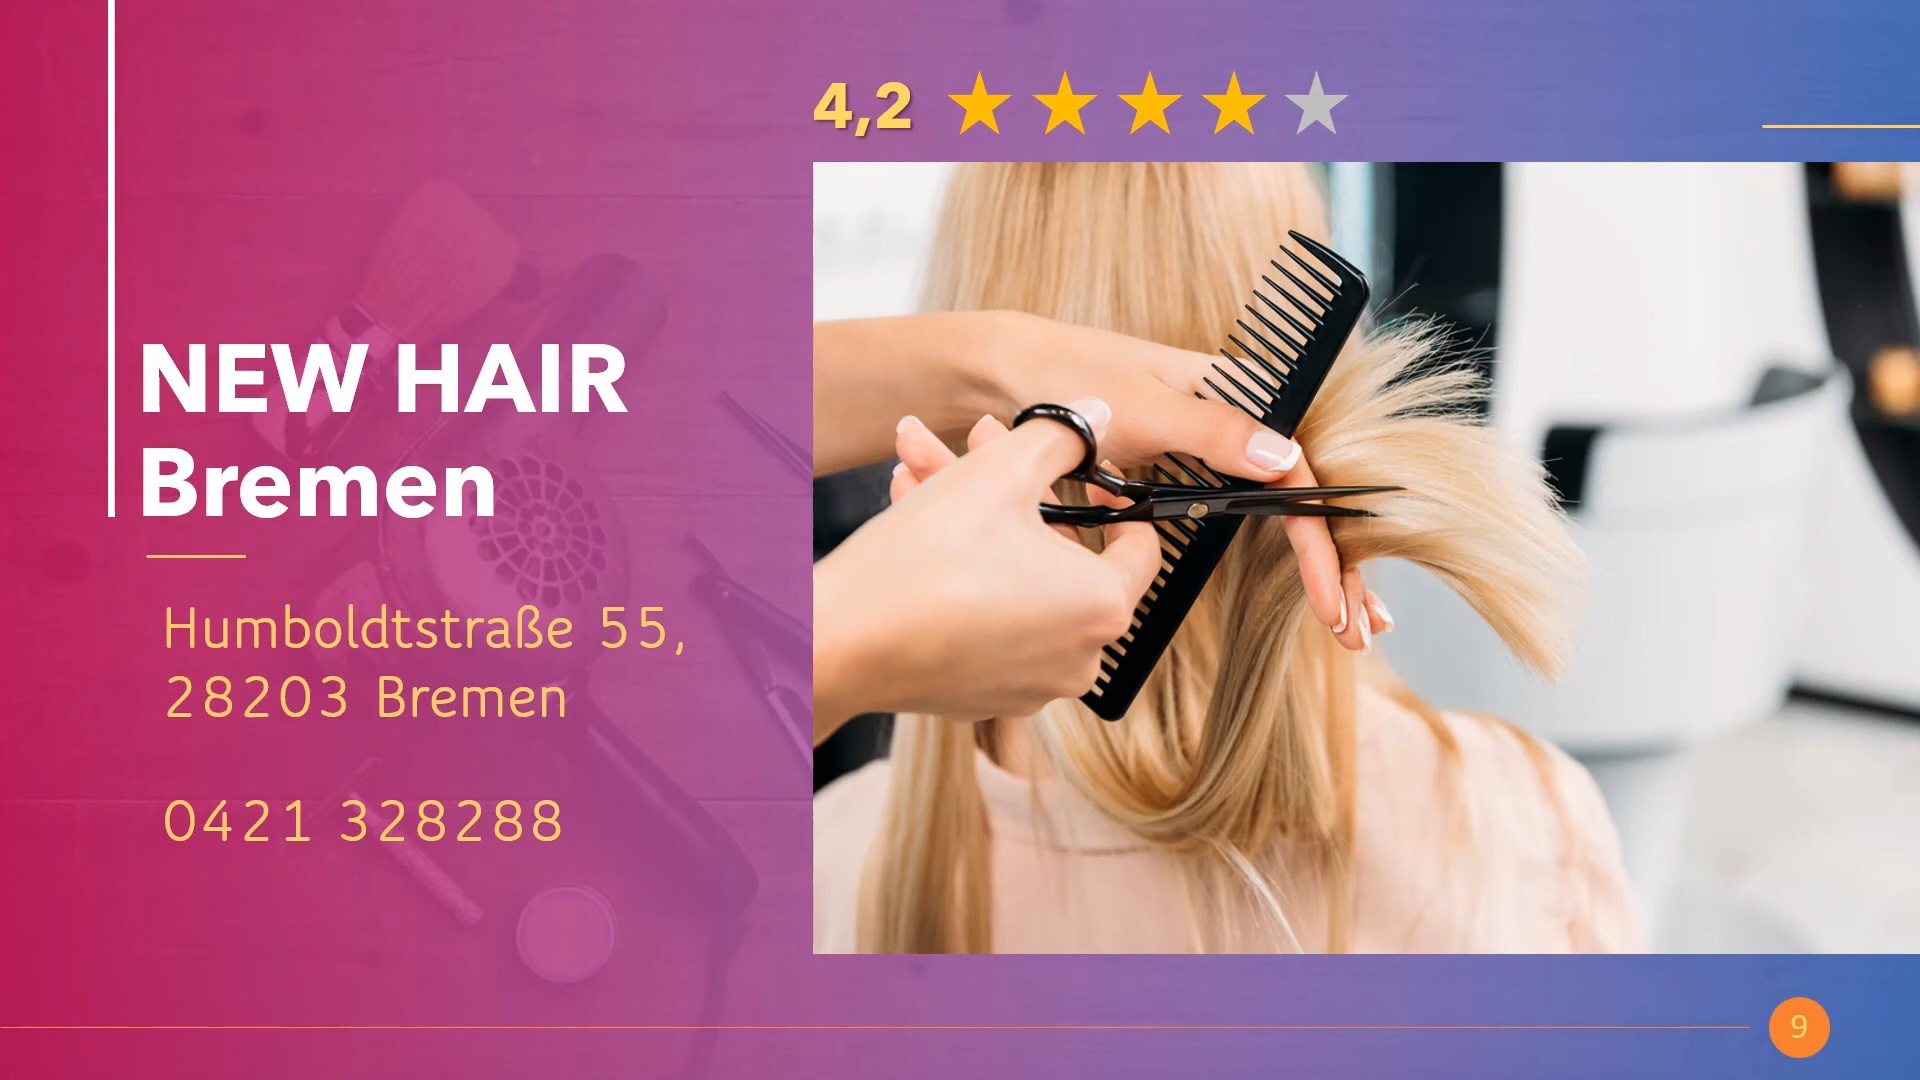 4,2
NEW HAIR
Bremen
Humboldtstraße 55,
28203 Bremen
0421 328288
9